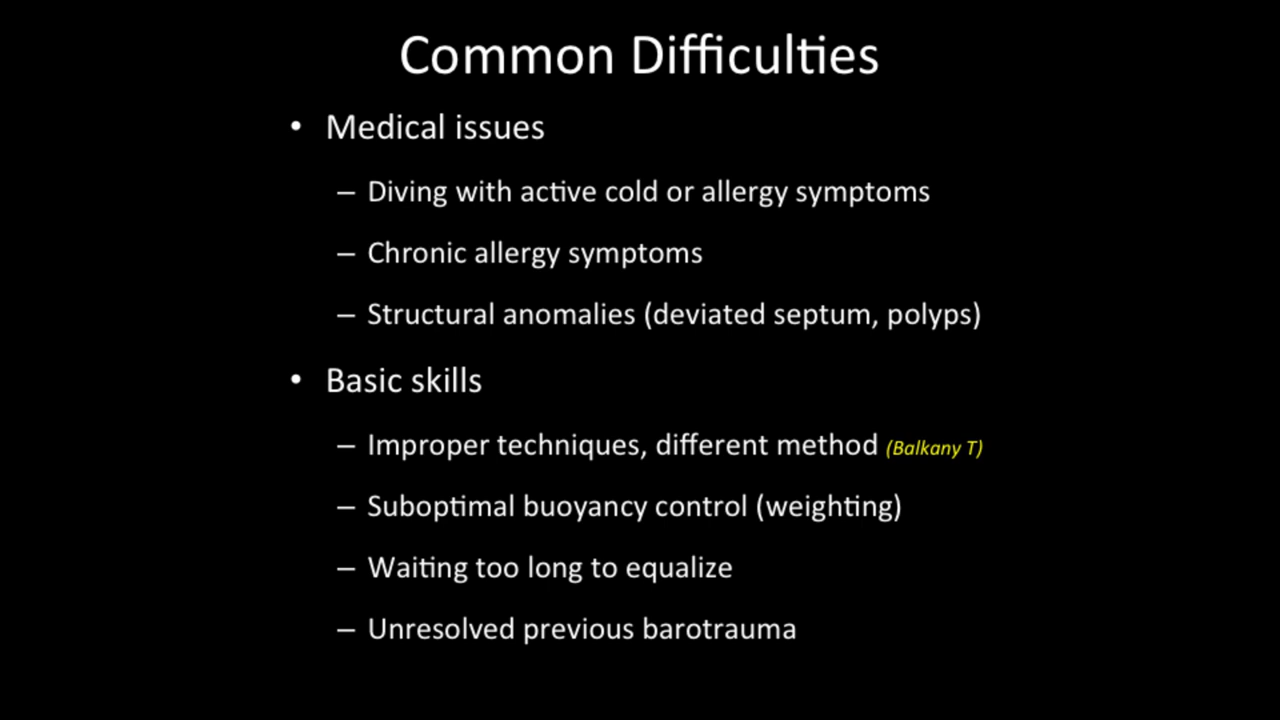 Common Difficulties
• Medical issues
– Diving with active cold or allergy symptoms
– Chronic allergy symptoms
– Structural anomalies (deviated septum, polyps)
• Basic skills
– Improper techniques, different method (Balkany T)
– Suboptimal buoyancy control (weighting)
– Waiting too long to equalize
– Unresolved previous barotrauma